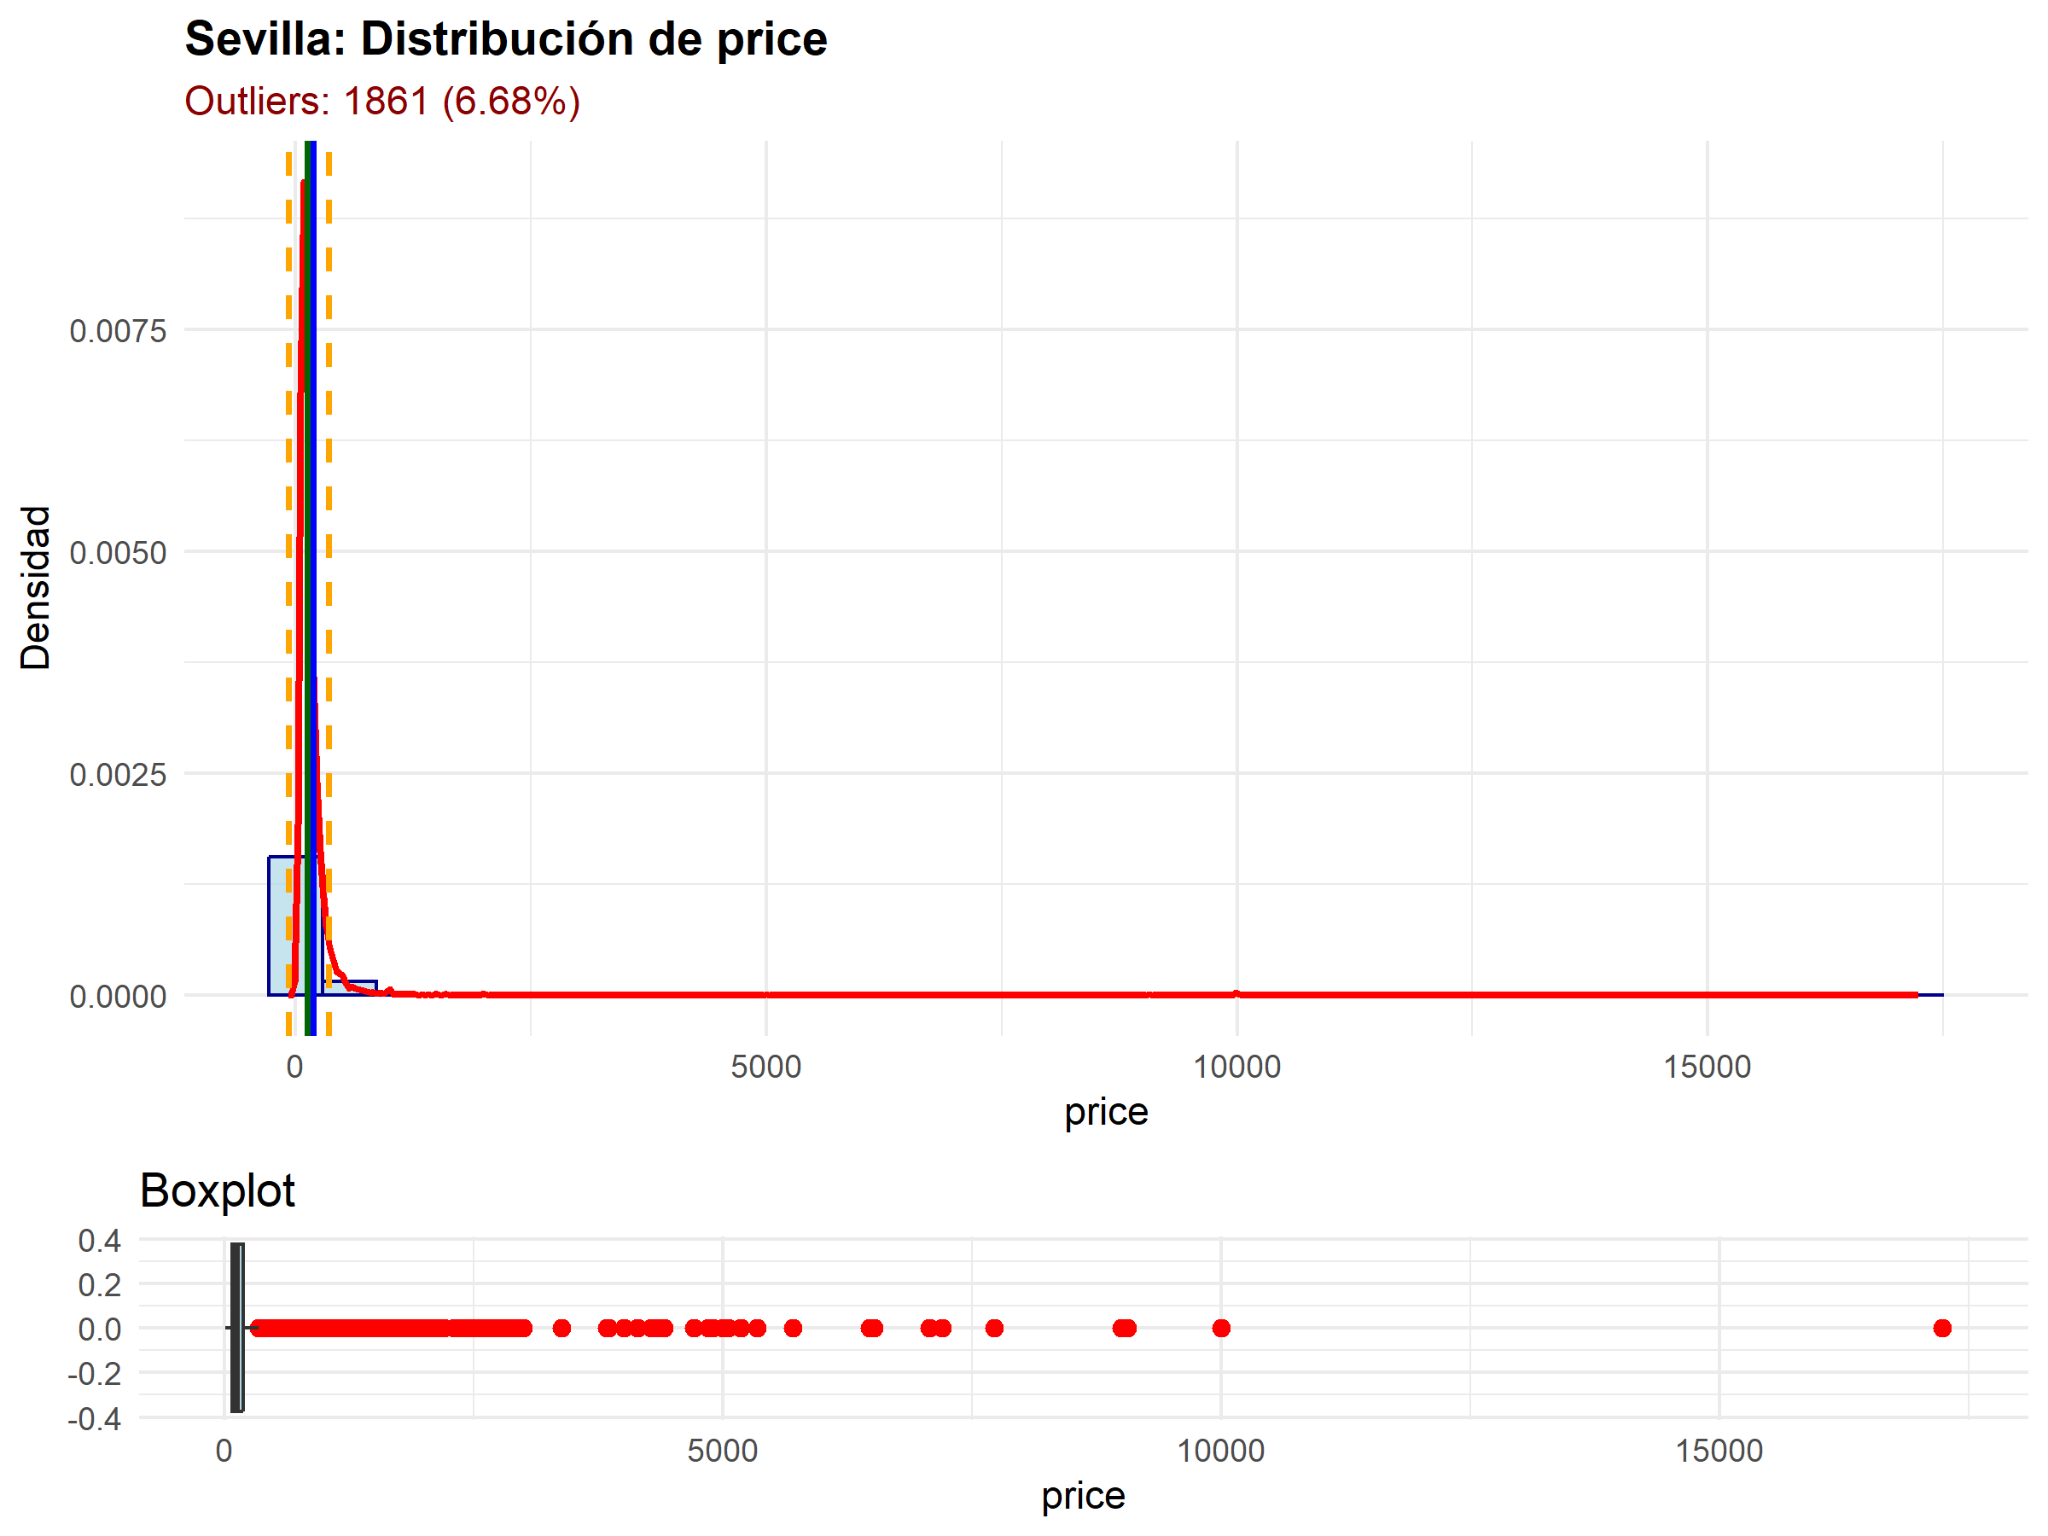 Sevilla: Distribución de price
Outliers: 1861 (6.68%)
Densidad
0.0075
0.0050
0.0025
0.0000
0 5000 10000 15000
price
Boxplot
0.4
0.2
0.0
-0.2
-0.4
0 5000 10000 15000
price